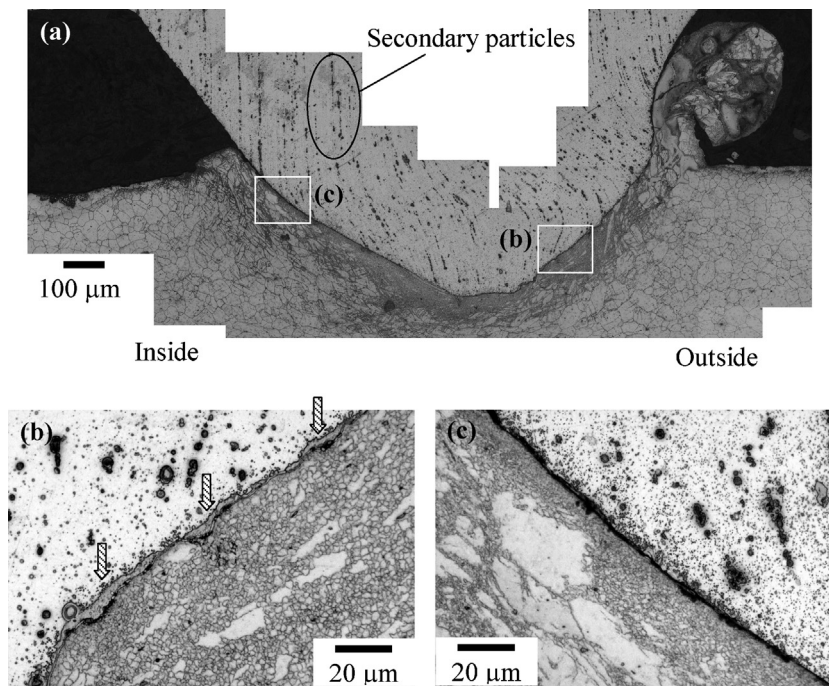 (a)
Secondary particles
(c)
(b)
100 µm
Inside
Outside
(b)
(c)
20 µm
20 µm